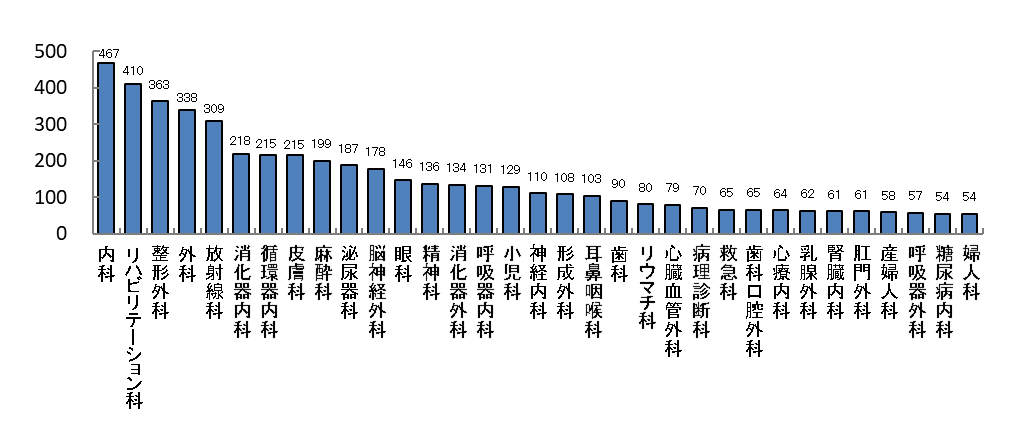 500
400
300
200
100
0
467
410
363
338
309
218
215
215
199
187
178
146
136
134
131
129
110
108
103
90
80
79
70
65
65
64
62
61
61
58
57
54
54
内科
リハビリテーション科
整形外科
外科
放射線科
消化器内科
循環器内科
皮膚科
麻酔科
泌尿器科
脳神経外科
眼科
精神科
消化器外科
呼吸器内科
小児科
神経内科
形成外科
耳鼻咽喉科
歯科
リウマチ科
心臓血管外科
病理診断科
救急科
歯科口腔外科
心療内科
乳腺外科
腎臓内科
肛門外科
産婦人科
呼吸器外科
糖尿病内科
婦人科